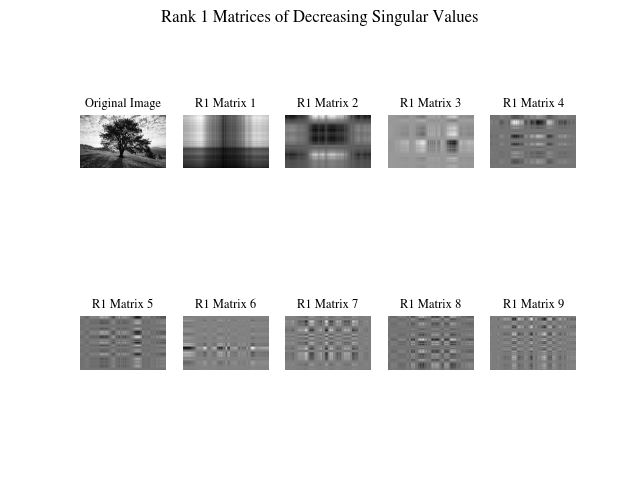 Rank 1 Matrices of Decreasing Singular Values
Original Image
R1 Matrix 1
R1 Matrix 2
R1 Matrix 3
R1 Matrix 4
R1 Matrix 5
R1 Matrix 6
R1 Matrix 7
R1 Matrix 8
R1 Matrix 9